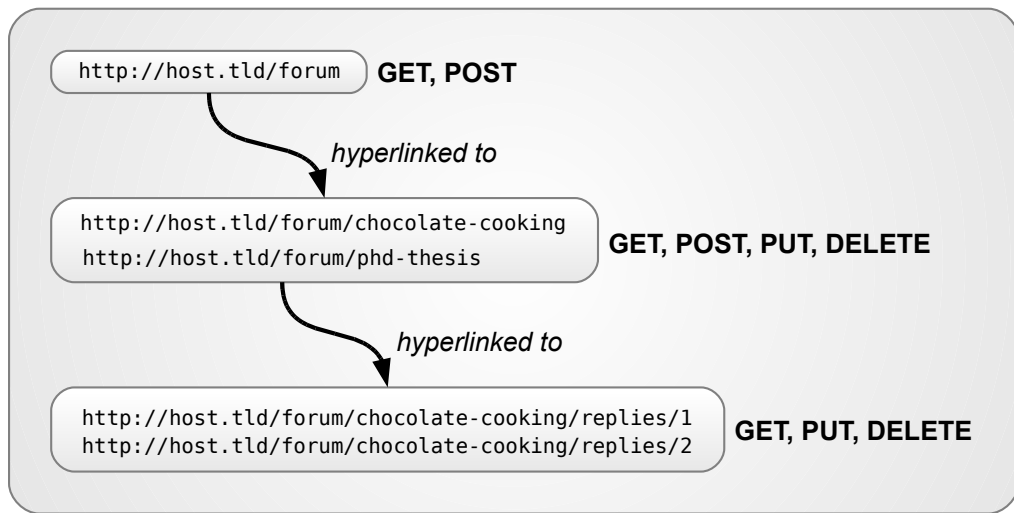 http://host.tld/forum GET, POST
hyperlinked to
http://host.tld/forum/chocolate-cooking
http://host.tld/forum/phd-thesis
GET, POST, PUT, DELETE
hyperlinked to
http://host.tld/forum/chocolate-cooking/replies/1
http://host.tld/forum/chocolate-cooking/replies/2
GET, PUT, DELETE